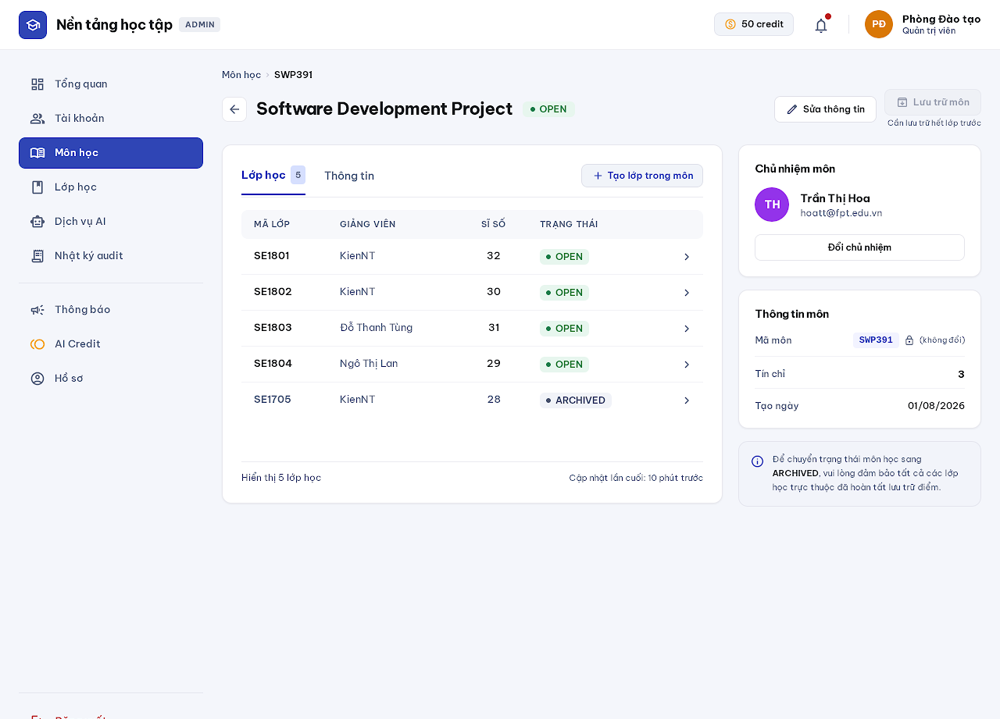 Nền tảng học tập ADMIN
50 credit
PĐ
Phòng Đào tạo
Quản trị viên
Tổng quan
Tài khoản
Môn học
Lớp học
Dịch vụ AI
Nhật ký audit
Thông báo
AI Credit
Hồ sơ
Môn học › SWP391
Software Development Project OPEN
Sửa thông tin
Lưu trữ môn
Cần lưu trữ hết lớp trước
Lớp học 5 Thông tin
Tạo lớp trong môn
MÃ LỚP GIẢNG VIÊN SĨ SỐ TRẠNG THÁI
SE1801 KienNT 32 OPEN
SE1802 KienNT 30 OPEN
SE1803 Đỗ Thanh Tùng 31 OPEN
SE1804 Ngô Thị Lan 29 OPEN
SE1705 KienNT 28 ARCHIVED
Hiển thị 5 lớp học
Cập nhật lần cuối: 10 phút trước
Chủ nhiệm môn
TH
Trần Thị Hoa
hoatt@fpt.edu.vn
Đổi chủ nhiệm
Thông tin môn
Mã môn SWP391 (không đổi)
Tín chỉ 3
Tạo ngày 01/08/2026
Để chuyển trạng thái môn học sang
ARCHIVED, vui lòng đảm bảo tất cả các lớp
học trực thuộc đã hoàn tất lưu trữ điểm.